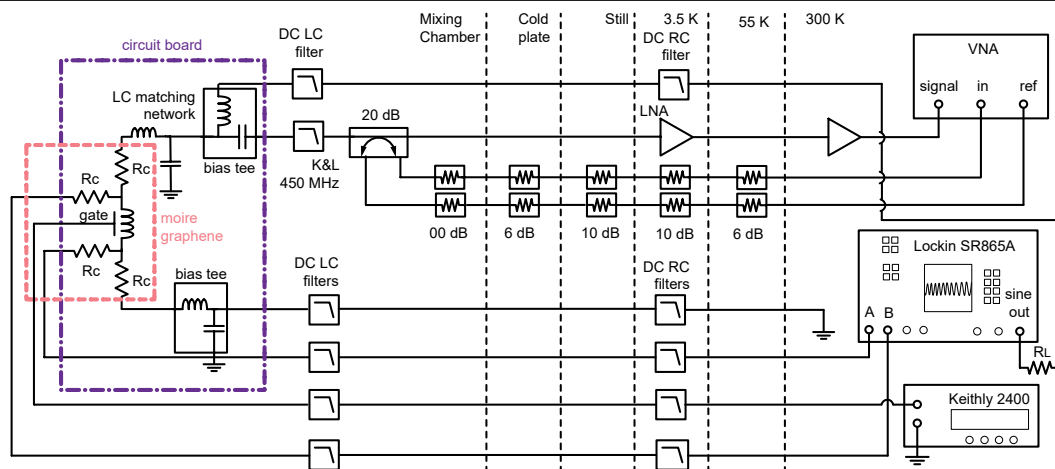 Mixing
Chamber
Cold
plate
Still
3.5 K
55 K
300 K
circuit board
DC LC
filter
DC RC
filter
VNA
signal
in
ref
LC matching
network
20 dB
LNA
bias tee
K&L
450 MHz
Rc
Rc
gate
moire
graphene
Rc
Rc
00 dB
6 dB
10 dB
10 dB
6 dB
bias tee
DC LC
filters
DC RC
filters
Lockin SR865A
sine
out
A
B
RL
Keithly 2400